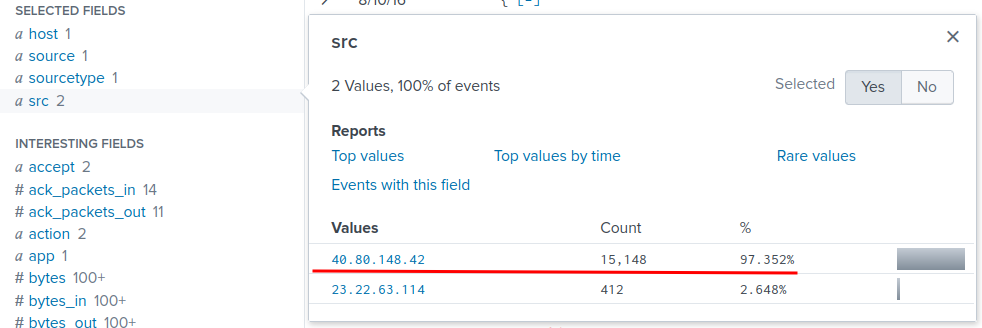 SELECTED FIELDS
a host 1
a source 1
a sourcetype 1
a src 2
INTERESTING FIELDS
a accept 2
# ack_packets_in 14
# ack_packets_out 11
a action 2
a app 1
# bytes 100+
# bytes_in 100+
# bytes_out 100+
8/10/16 { [-]
src
2 Values, 100% of events
Selected Yes No
Reports
Top values Top values by time Rare values
Events with this field
Values Count %
40.80.148.42 15,148 97.352%
23.22.63.114 412 2.648%